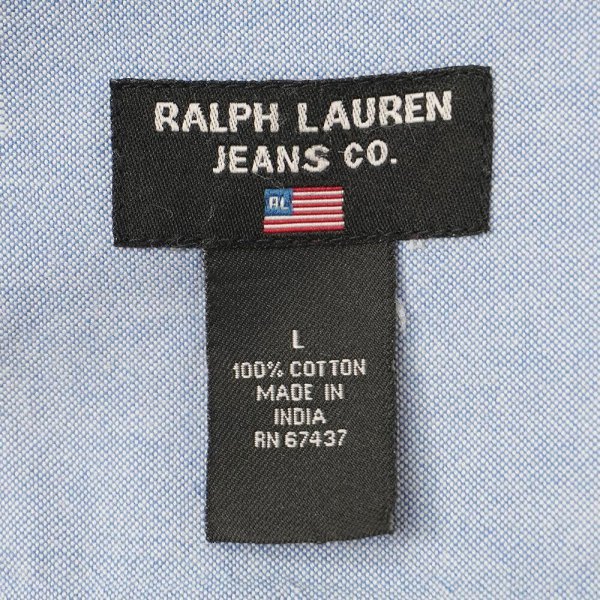 RALPH LAUREN
JEANS CO.
RL
L
100% COTTON
MADE IN
INDIA
RN 67437